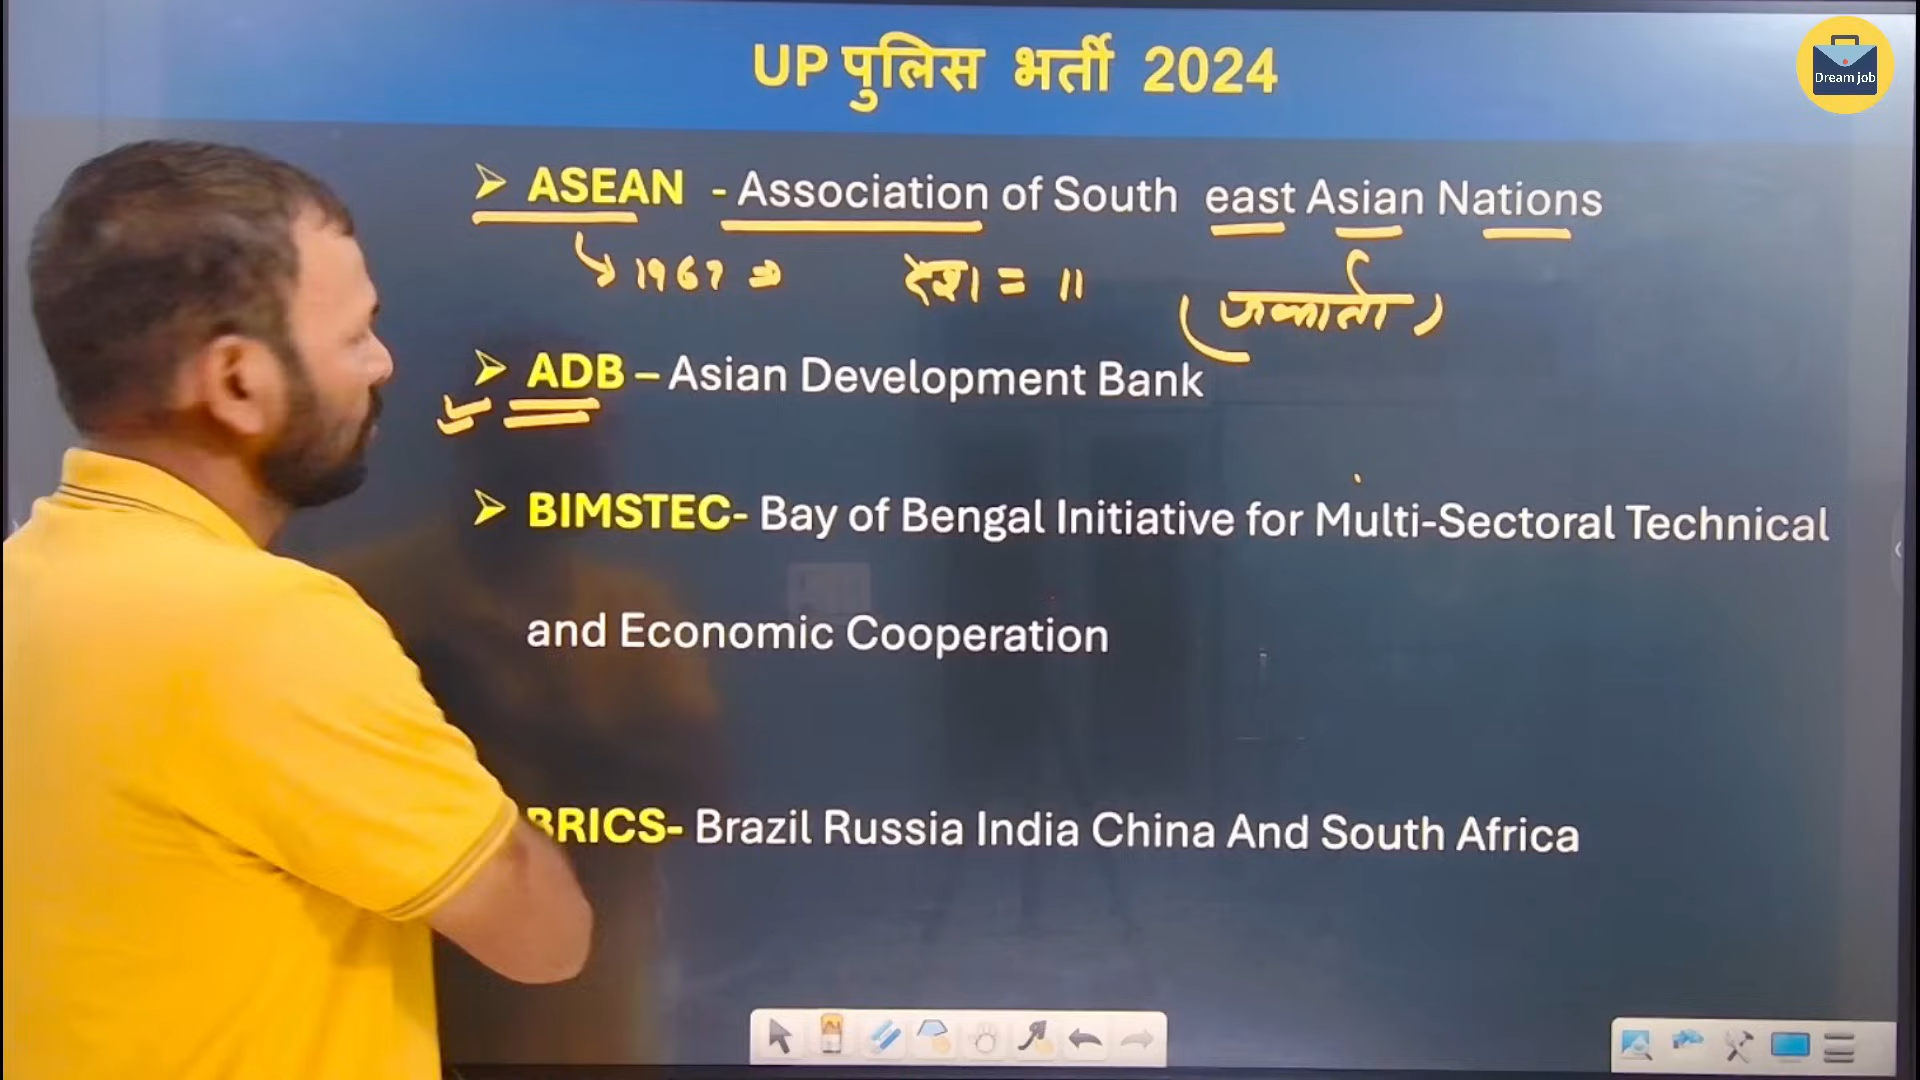 UP पुलिस भर्ती 2024
Dream job
➢ ASEAN - Association of South east Asian Nations
1967 ⇒ देश = 11 (जकार्ता)
➢ ADB – Asian Development Bank
➢ BIMSTEC- Bay of Bengal Initiative for Multi-Sectoral Technical
and Economic Cooperation
BRICS- Brazil Russia India China And South Africa